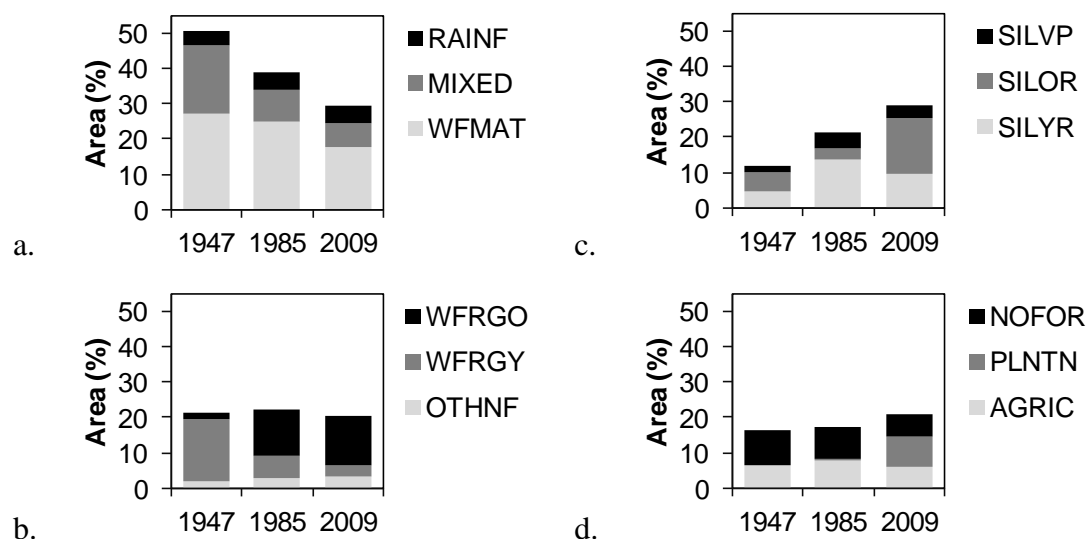 Area (%)
50
40
30
20
10
0
1947 1985 2009
RAINF
MIXED
WFMAT
a.
Area (%)
50
40
30
20
10
0
1947 1985 2009
SILVP
SILOR
SILYR
c.
Area (%)
50
40
30
20
10
0
1947 1985 2009
WFRGO
WFRGY
OTHNF
b.
Area (%)
50
40
30
20
10
0
1947 1985 2009
NOFOR
PLNTN
AGRIC
d.